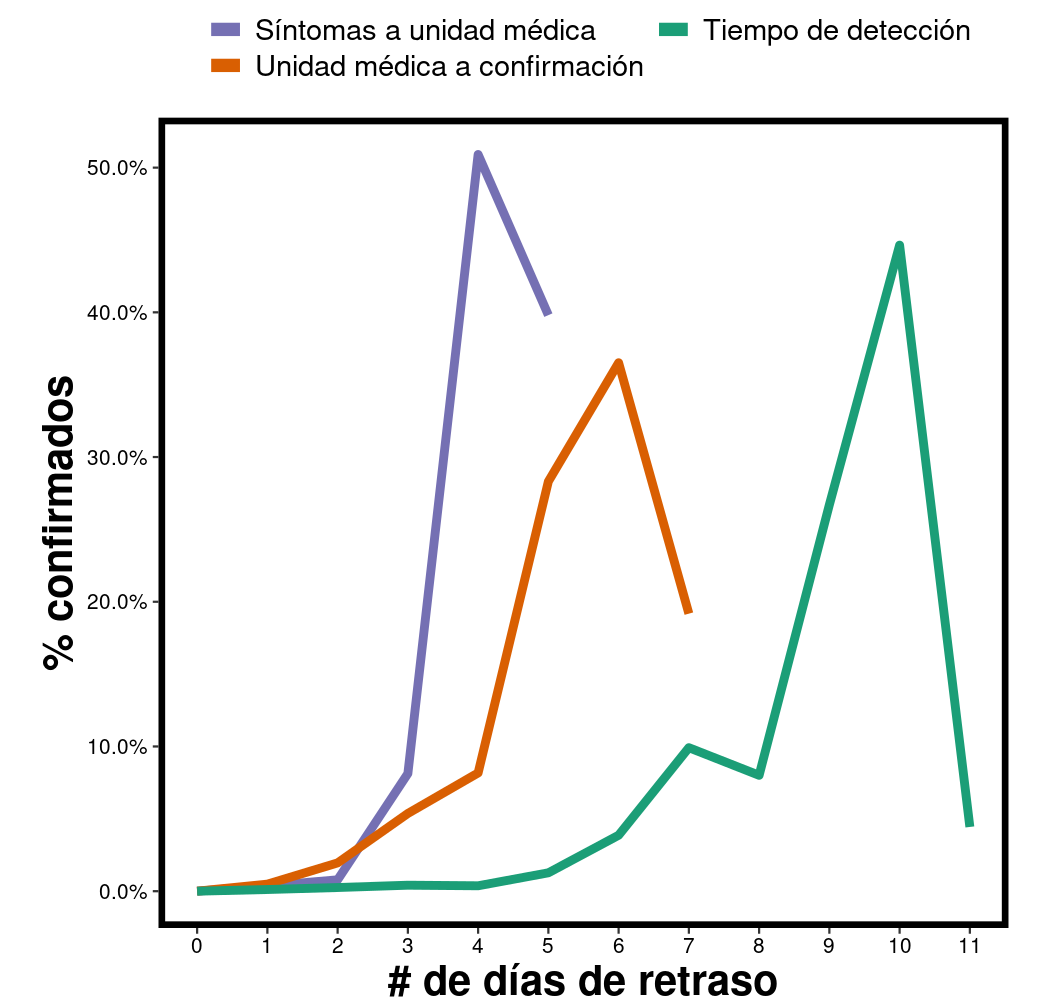 Síntomas a unidad médica
Tiempo de detección
Unidad médica a confirmación
50.0%
40.0%
30.0%
20.0%
10.0%
0.0%
% confirmados
0 1 2 3 4 5 6 7 8 9 10 11
# de días de retraso